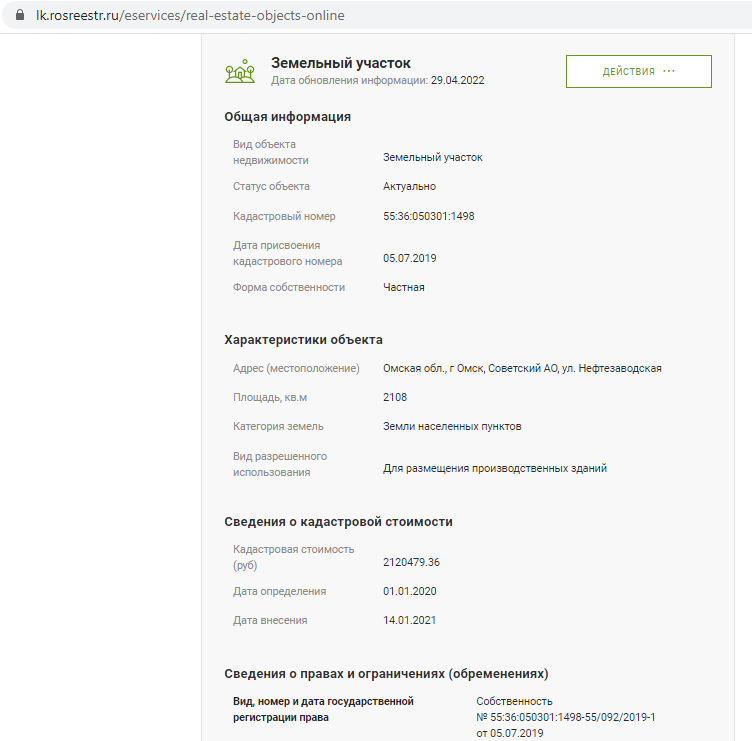 lk.rosreestr.ru/eservices/real-estate-objects-online
Земельный участок
Дата обновления информации: 29.04.2022
ДЕЙСТВИЯ ...
Общая информация
Вид объекта
недвижимости
Земельный участок
Статус объекта
Актуально
Кадастровый номер
55:36:050301:1498
Дата присвоения
кадастрового номера
05.07.2019
Форма собственности
Частная
Характеристики объекта
Адрес (местоположение)
Омская обл., г Омск, Советский АО, ул. Нефтезаводская
Площадь, кв.м
2108
Категория земель
Земли населенных пунктов
Вид разрешенного
использования
Для размещения производственных зданий
Сведения о кадастровой стоимости
Кадастровая стоимость
(руб)
2120479.36
Дата определения
01.01.2020
Дата внесения
14.01.2021
Сведения о правах и ограничениях (обременениях)
Вид, номер и дата государственной
регистрации права
Собственность
№ 55:36:050301:1498-55/092/2019-1
от 05.07.2019